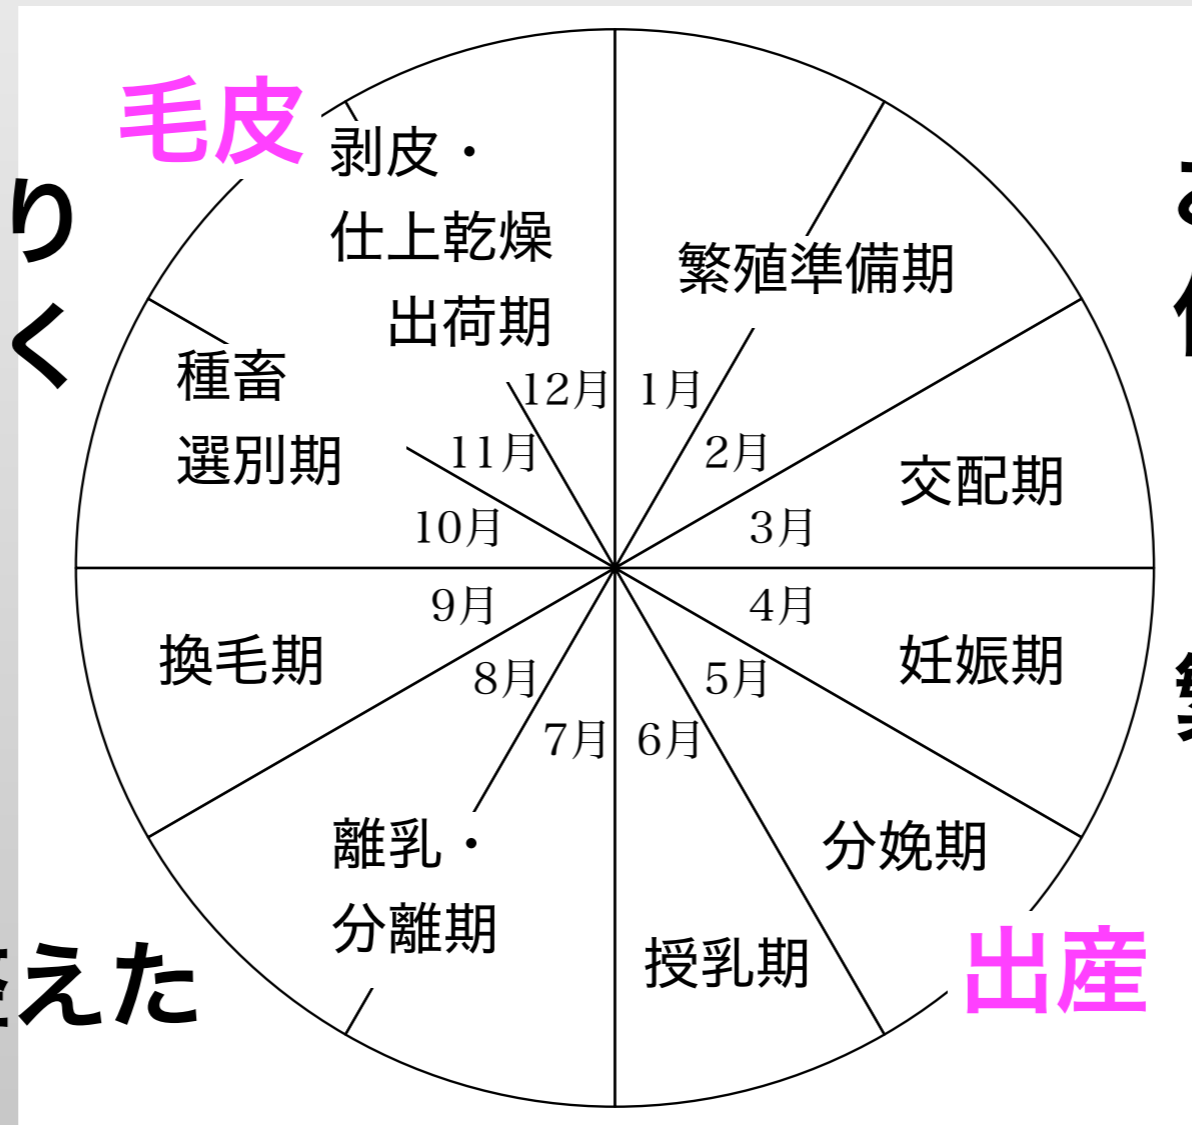 毛皮
剥皮・
仕上乾燥
出荷期
繁殖準備期
種畜
選別期
12月
1月
11月
2月
10月
3月
交配期
9月
4月
換毛期
妊娠期
8月
5月
7月
6月
離乳・
分離期
分娩期
授乳期
出産
り
く
えた